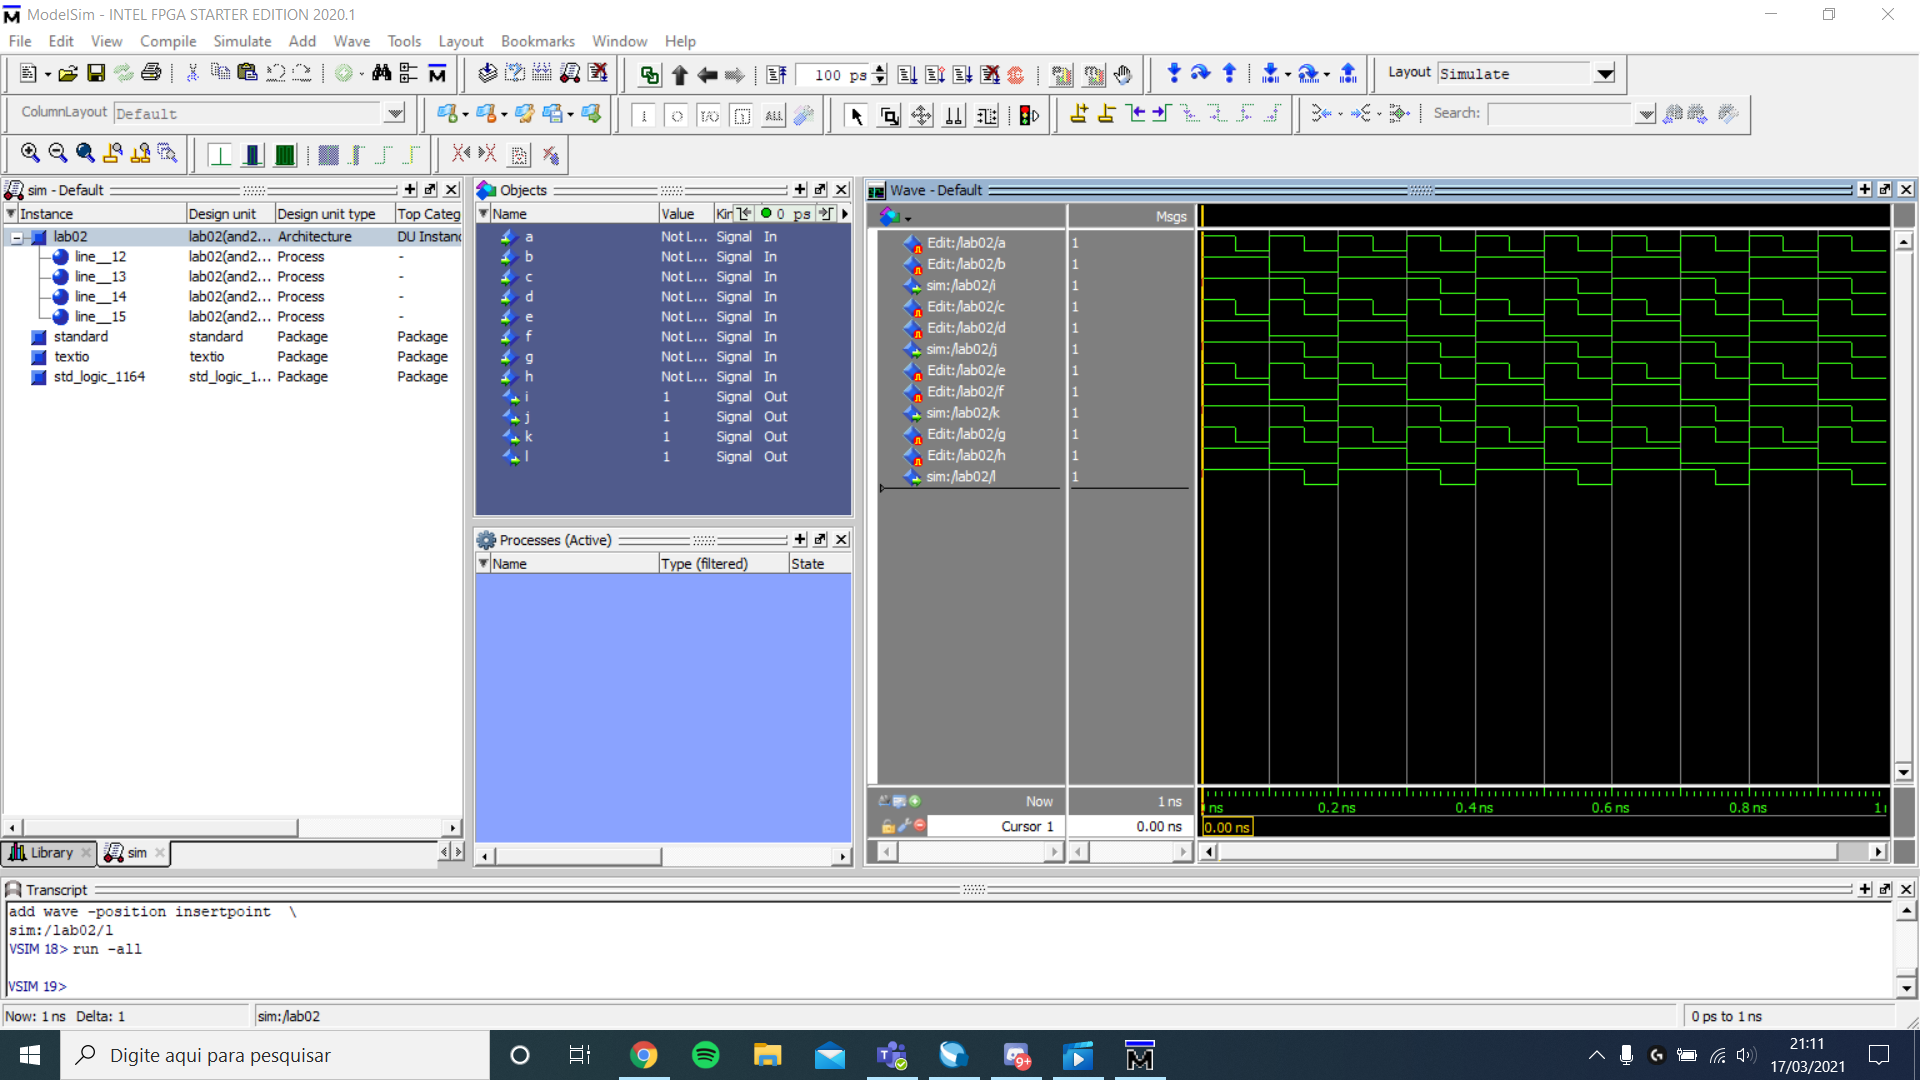 ModelSim - INTEL FPGA STARTER EDITION 2020.1
File Edit View Compile Simulate Add Wave Tools Layout Bookmarks Window Help
100 ps
Layout Simulate
ColumnLayout Default
ALL
Search:
sim - Default
Instance Design unit Design unit type Top Categ
lab02 lab02(and2... Architecture DU Instanc
line__12 lab02(and2... Process -
line__13 lab02(and2... Process -
line__14 lab02(and2... Process -
line__15 lab02(and2... Process -
standard standard Package Package
textio textio Package Package
std_logic_1164 std_logic_1... Package Package
Library sim
Objects
Name Value Kin 0 ps
a Not L... Signal In
b Not L... Signal In
c Not L... Signal In
d Not L... Signal In
e Not L... Signal In
f Not L... Signal In
g Not L... Signal In
h Not L... Signal In
i 1 Signal Out
j 1 Signal Out
k 1 Signal Out
l 1 Signal Out
Processes (Active)
Name Type (filtered) State
Wave - Default
Msgs
Edit:/lab02/a 1
Edit:/lab02/b 1
sim:/lab02/i 1
Edit:/lab02/c 1
Edit:/lab02/d 1
sim:/lab02/j 1
Edit:/lab02/e 1
Edit:/lab02/f 1
sim:/lab02/k 1
Edit:/lab02/g 1
Edit:/lab02/h 1
sim:/lab02/l 1
Now 1 ns
ns 0.2 ns 0.4 ns 0.6 ns 0.8 ns 1
Cursor 1 0.00 ns
0.00 ns
Transcript
add wave -position insertpoint \
sim:/lab02/l
VSIM 18> run -all
VSIM 19>
Now: 1 ns Delta: 1
sim:/lab02
0 ps to 1 ns
Digite aqui para pesquisar
9+
21:11
17/03/2021